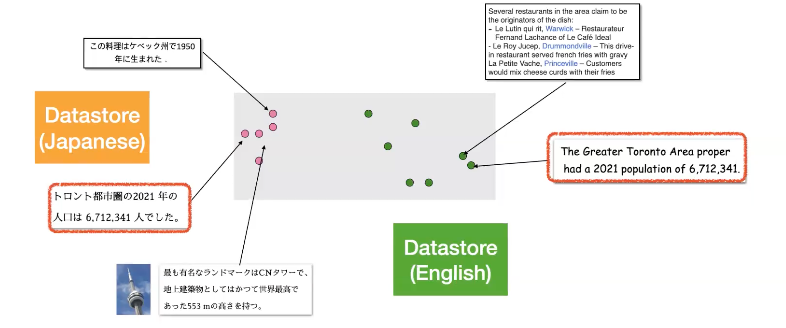 Several restaurants in the area claim to be
the originators of the dish:
- Le Lutin qui rit, Warwick – Restaurateur
Fernand Lachance of Le Café Ideal
- Le Roy Jucep, Drummondville – This drive-
in restaurant served french fries with gravy
La Petite Vache, Princeville – Customers
would mix cheese curds with their fries
この料理はケベック州で1950
年に生まれた．
Datastore
(Japanese)
The Greater Toronto Area proper
had a 2021 population of 6,712,341.
トロント都市圏の2021 年の
人口は 6,712,341 人でした。
Datastore
(English)
最も有名なランドマークはCNタワーで、
地上建築物としてはかつて世界最高で
あった553 mの高さを持つ。